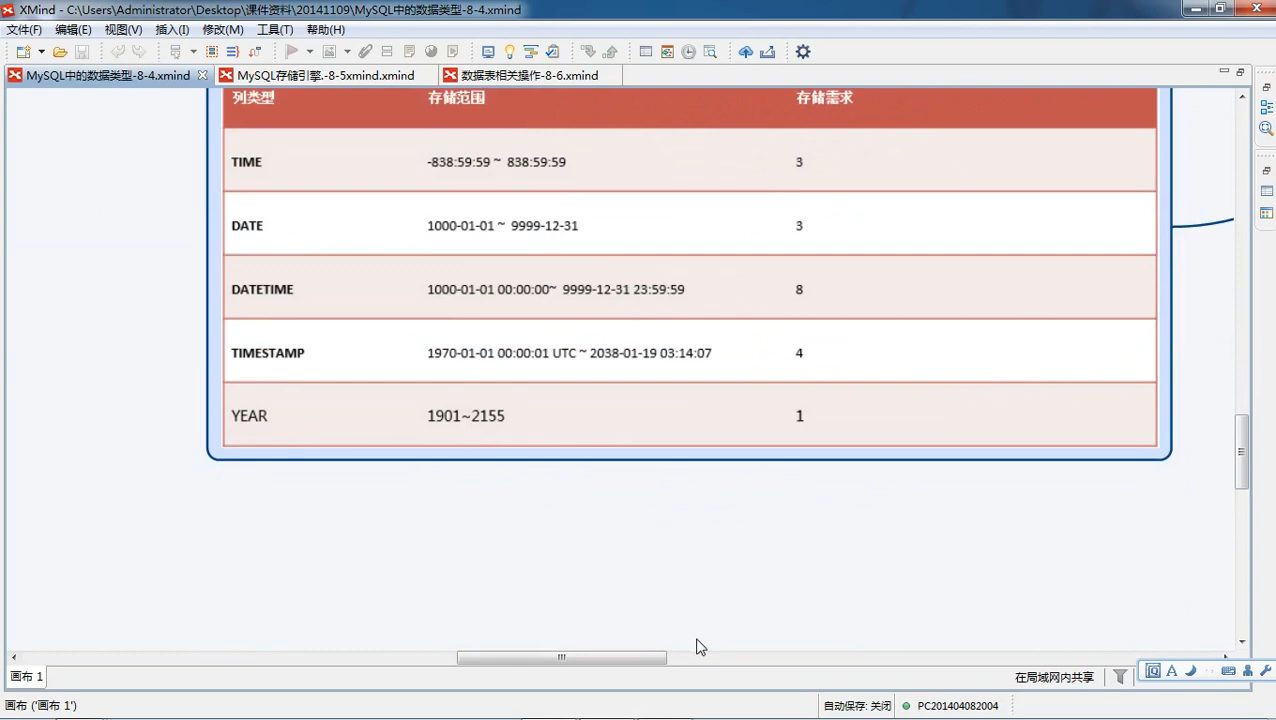 XMind - C:\Users\Administrator\Desktop\课件资料\20141109\MySQL中的数据类型-8-4.xmind
文件(F) 编辑(E) 视图(V) 插入(I) 修改(M) 工具(T) 帮助(H)
MySQL中的数据类型-8-4.xmind MySQL存储引擎.-8-5xmind.xmind 数据表相关操作-8-6.xmind
列类型 存储范围 存储需求
TIME -838:59:59 ~ 838:59:59 3
DATE 1000-01-01 ~ 9999-12-31 3
DATETIME 1000-01-01 00:00:00~ 9999-12-31 23:59:59 8
TIMESTAMP 1970-01-01 00:00:01 UTC ~ 2038-01-19 03:14:07 4
YEAR 1901~2155 1
画布 1 在局域网内共享
画布 ('画布 1') 自动保存: 关闭 PC201404082004